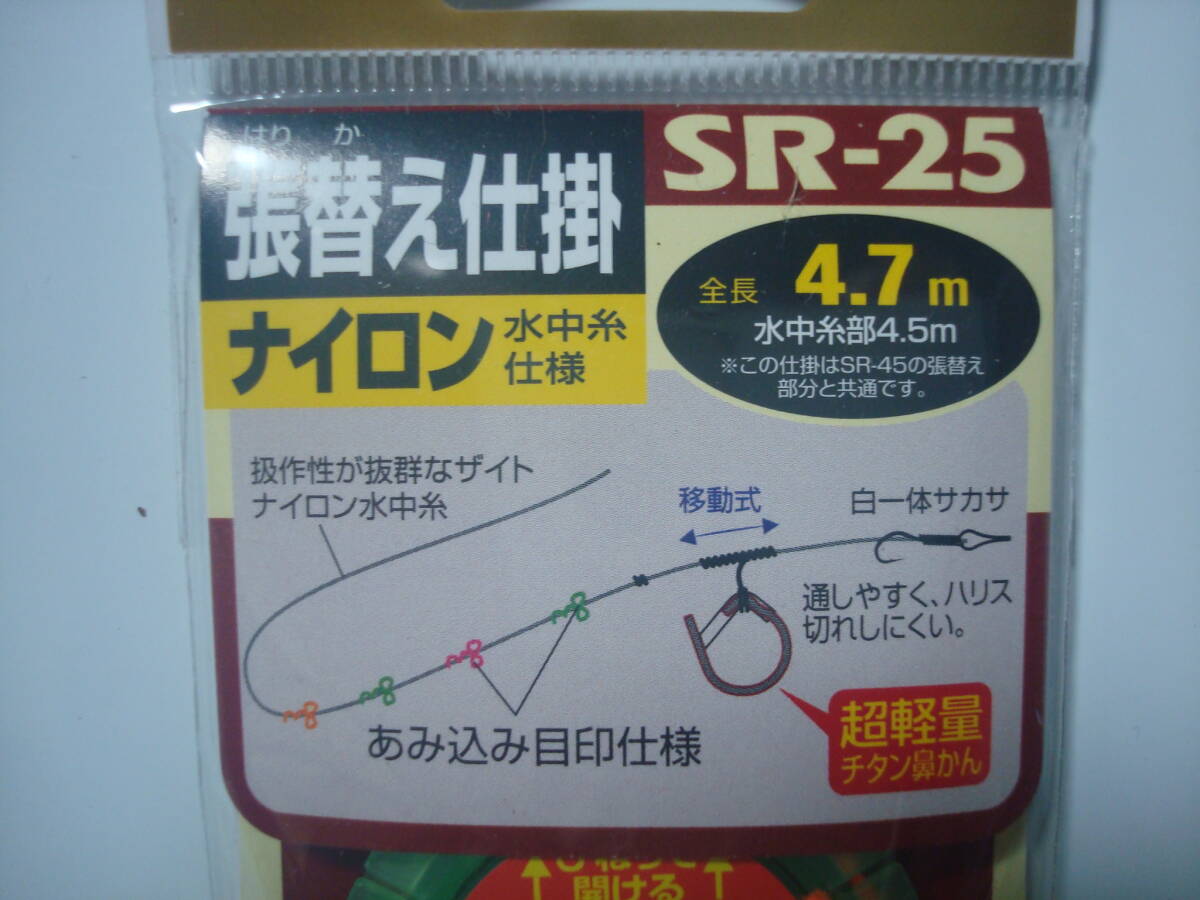 はりか
張替え仕掛
SR-25
ナイロン 水中糸
仕様
全長 4.7m
水中糸部4.5m
※この仕掛はSR-45の張替え
部分と共通です。
扱作性が抜群なザイト
ナイロン水中糸
移動式
白一体サカサ
通しやすく、ハリス
切れしにくい。
あみ込み目印仕様
超軽量
チタン鼻かん
開ける